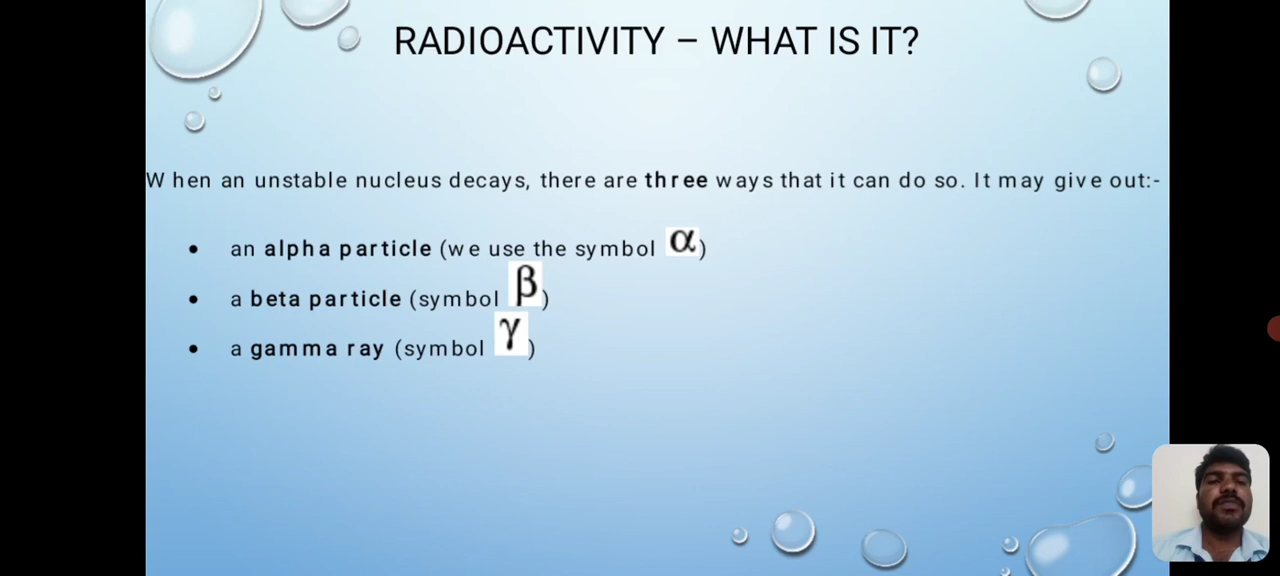 RADIOACTIVITY – WHAT IS IT?
When an unstable nucleus decays, there are three ways that it can do so. It may give out:-
• an alpha particle (we use the symbol α)
• a beta particle (symbol β)
• a gamma ray (symbol γ)